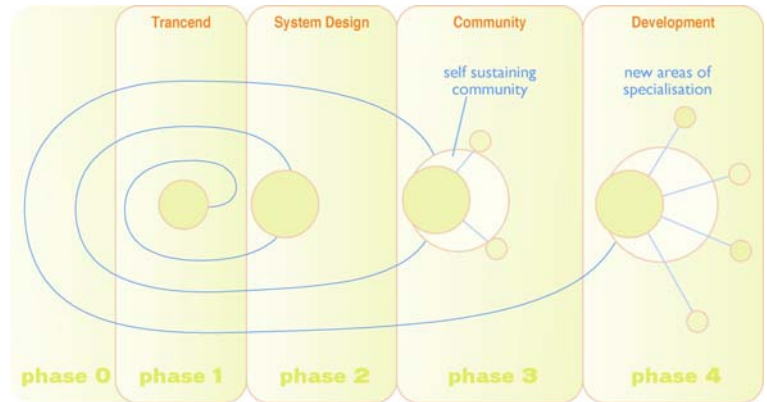 Trancend
System Design
Community
Development
self sustaining
community
new areas of
specialisation
phase 0
phase 1
phase 2
phase 3
phase 4